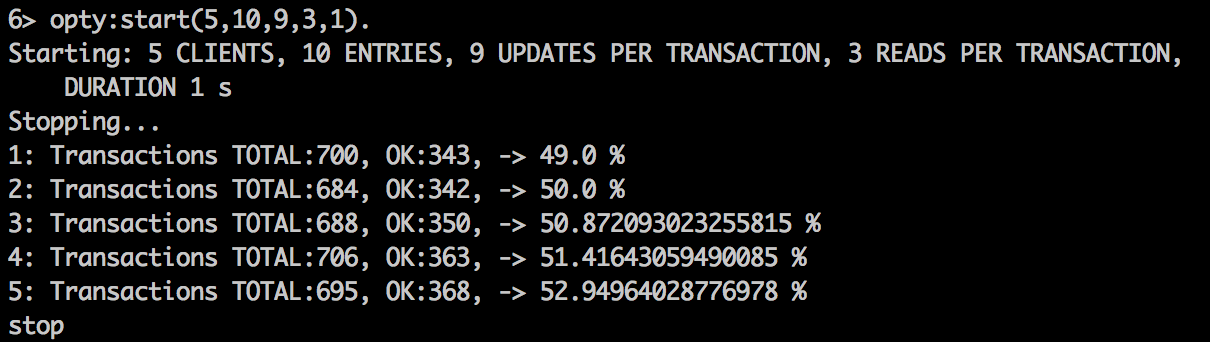 6> opty:start(5,10,9,3,1).
Starting: 5 CLIENTS, 10 ENTRIES, 9 UPDATES PER TRANSACTION, 3 READS PER TRANSACTION,
DURATION 1 s
Stopping...
1: Transactions TOTAL:700, OK:343, -> 49.0 %
2: Transactions TOTAL:684, OK:342, -> 50.0 %
3: Transactions TOTAL:688, OK:350, -> 50.872093023255815 %
4: Transactions TOTAL:706, OK:363, -> 51.41643059490085 %
5: Transactions TOTAL:695, OK:368, -> 52.94964028776978 %
stop